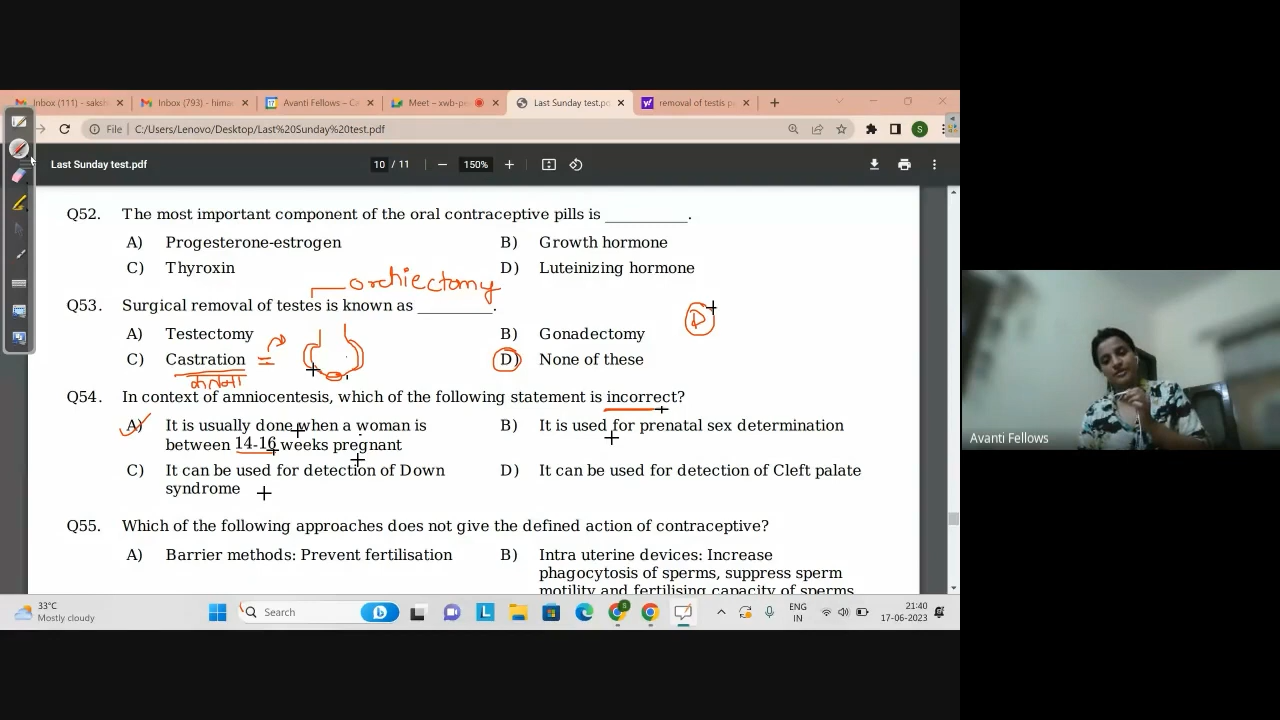 Inbox (111) - saksh
Inbox (793) - hima
Avanti Fellows – Ca
Meet – xwb-p
Last Sunday test.pd
removal of testis p
File
C:/Users/Lenovo/Desktop/Last%20Sunday%20test.pdf
S
Last Sunday test.pdf
10 / 11
150%
Q52. The most important component of the oral contraceptive pills is __________.
A) Progesterone-estrogen
B) Growth hormone
C) Thyroxin
D) Luteinizing hormone
orchiectomy
Q53. Surgical removal of testes is known as _________.
D
A) Testectomy
B) Gonadectomy
C) Castration
D) None of these
Q54. In context of amniocentesis, which of the following statement is incorrect?
A) It is usually done when a woman is
between 14-16 weeks pregnant
B) It is used for prenatal sex determination
C) It can be used for detection of Down
syndrome
D) It can be used for detection of Cleft palate
Q55. Which of the following approaches does not give the defined action of contraceptive?
A) Barrier methods: Prevent fertilisation
B) Intra uterine devices: Increase
phagocytosis of sperms, suppress sperm
motility and fertilising capacity of sperms
Avanti Fellows
33°C
Mostly cloudy
Search
ENG
IN
21:40
17-06-2023